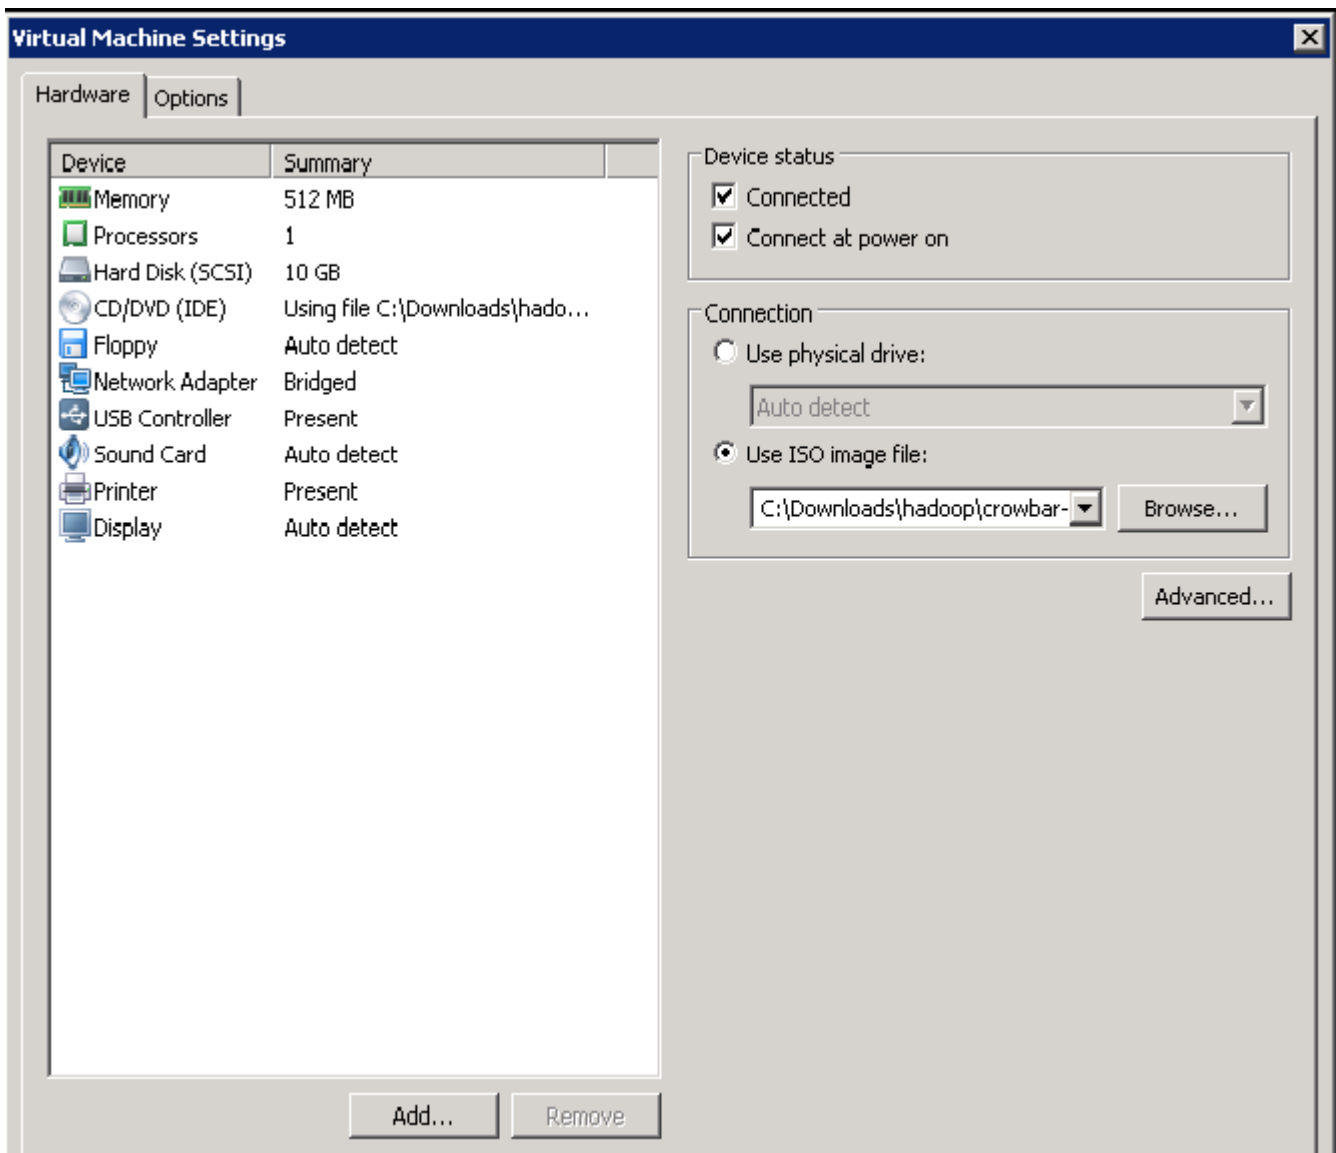 Virtual Machine Settings
Hardware Options
Device Summary
Memory 512 MB
Processors 1
Hard Disk (SCSI) 10 GB
CD/DVD (IDE) Using file C:\Downloads\hado...
Floppy Auto detect
Network Adapter Bridged
USB Controller Present
Sound Card Auto detect
Printer Present
Display Auto detect
Add... Remove
Device status
Connected
Connect at power on
Connection
Use physical drive:
Auto detect
Use ISO image file:
C:\Downloads\hadoop\crowbar- Browse...
Advanced...